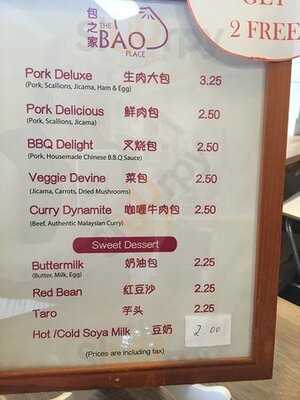 GET
2 FREE
包之家 THE BAO PLACE
Pork Deluxe 生肉大包 3.25
(Pork, Scallions, Jicama, Ham & Egg)
Pork Delicious 鲜肉包 2.50
(Pork, Scallions, Jicama)
BBQ Delight 叉烧包 2.50
(Pork, Housemade Chinese B.B.Q Sauce)
Veggie Devine 菜包 2.50
(Jicama, Carrots, Dried Mushrooms)
Curry Dynamite 咖喱牛肉包 2.50
(Beef, Authentic Malaysian Curry)
Sweet Dessert
Buttermilk 奶油包 2.25
(Butter, Milk, Egg)
Red Bean 红豆沙 2.25
Taro 芋头 2.25
Hot /Cold Soya Milk 豆奶 2.00
(Prices are including tax)